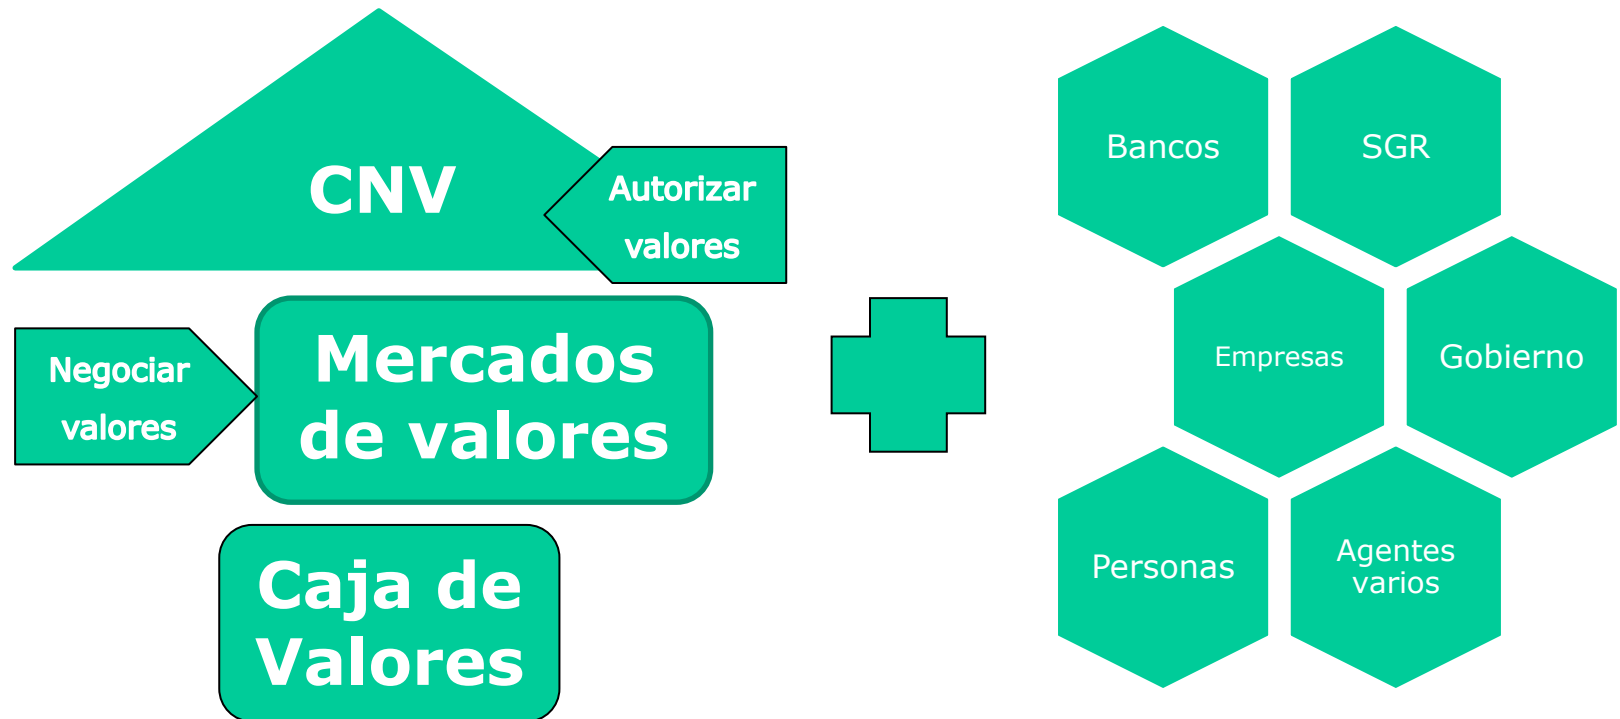 CNV
Autorizar
valores
Negociar
valores
Mercados
de valores
Caja de
Valores
Bancos
SGR
Empresas
Gobierno
Personas
Agentes
varios